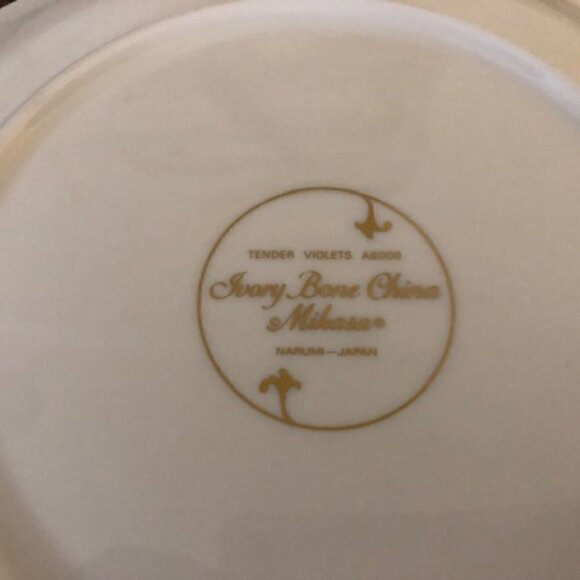 TENDER VIOLETS A8008
Ivory Bone China
Mikasa®
NARUMI—JAPAN